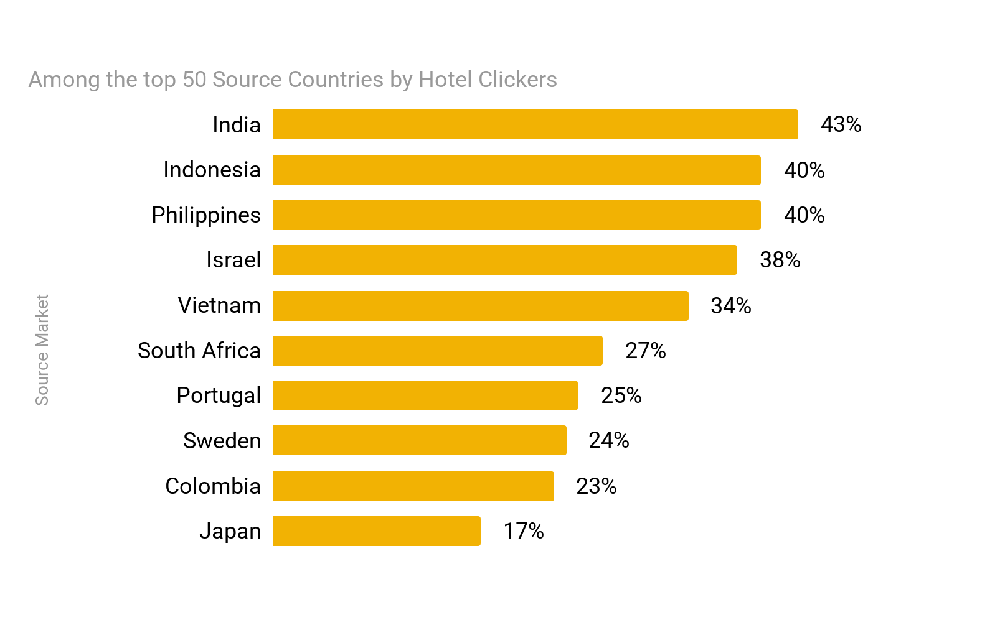 Among the top 50 Source Countries by Hotel Clickers
Source Market
India 43%
Indonesia 40%
Philippines 40%
Israel 38%
Vietnam 34%
South Africa 27%
Portugal 25%
Sweden 24%
Colombia 23%
Japan 17%